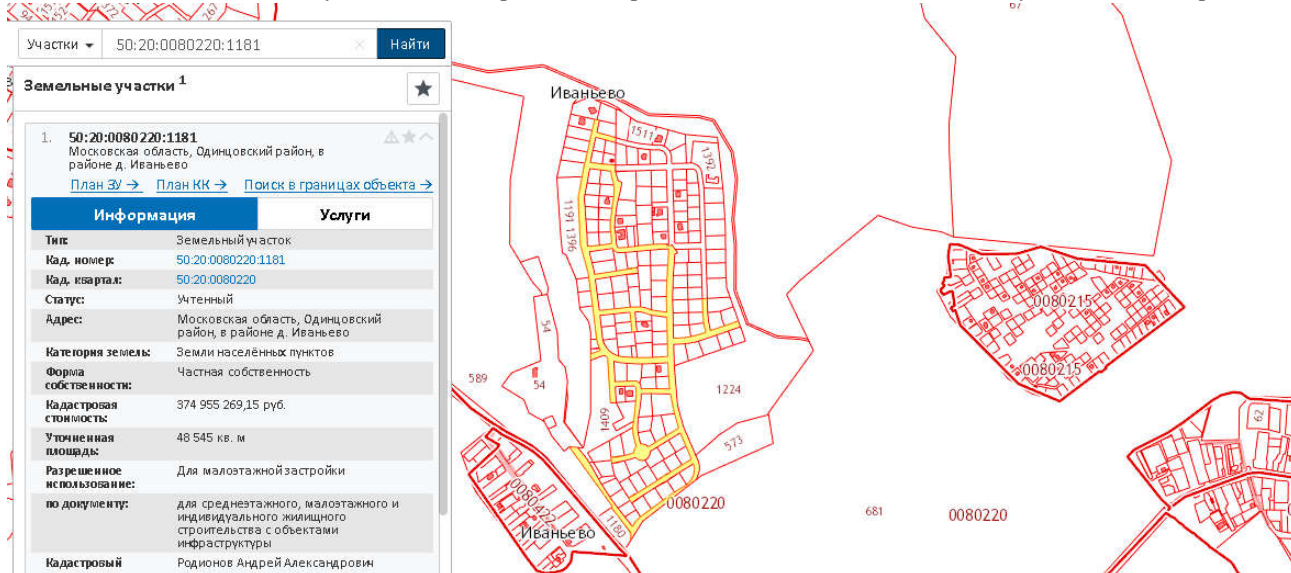 Участки
50:20:0080220:1181
×
Найти
Земельные участки 1
1. 50:20:0080220:1181
Московская область, Одинцовский район, в
районе д. Иваньево
План ЗУ → План КК → Поиск в границах объекта →
Информация Услуги
Тип: Земельный участок
Кад. номер: 50:20:0080220:1181
Кад. квартал: 50:20:0080220
Статус: Учтенный
Адрес: Московская область, Одинцовский
район, в районе д. Иваньево
Категория земель: Земли населённых пунктов
Форма
собственности: Частная собственность
Кадастровая
стоимость: 374 955 269,15 руб.
Уточненная
площадь: 48 545 кв. м
Разрешенное
использование: Для малоэтажной застройки
по документу: для среднеэтажного, малоэтажного и
индивидуального жилищного
строительства с объектами
инфраструктуры
Кадастровый Родионов Андрей Александрович
267
67
Иваньево
1511
1392
1191 1396
54
54
589
1409
1224
573
0080220
1180
0080422
Иваньево
681
0080220
0080215
0080215
62